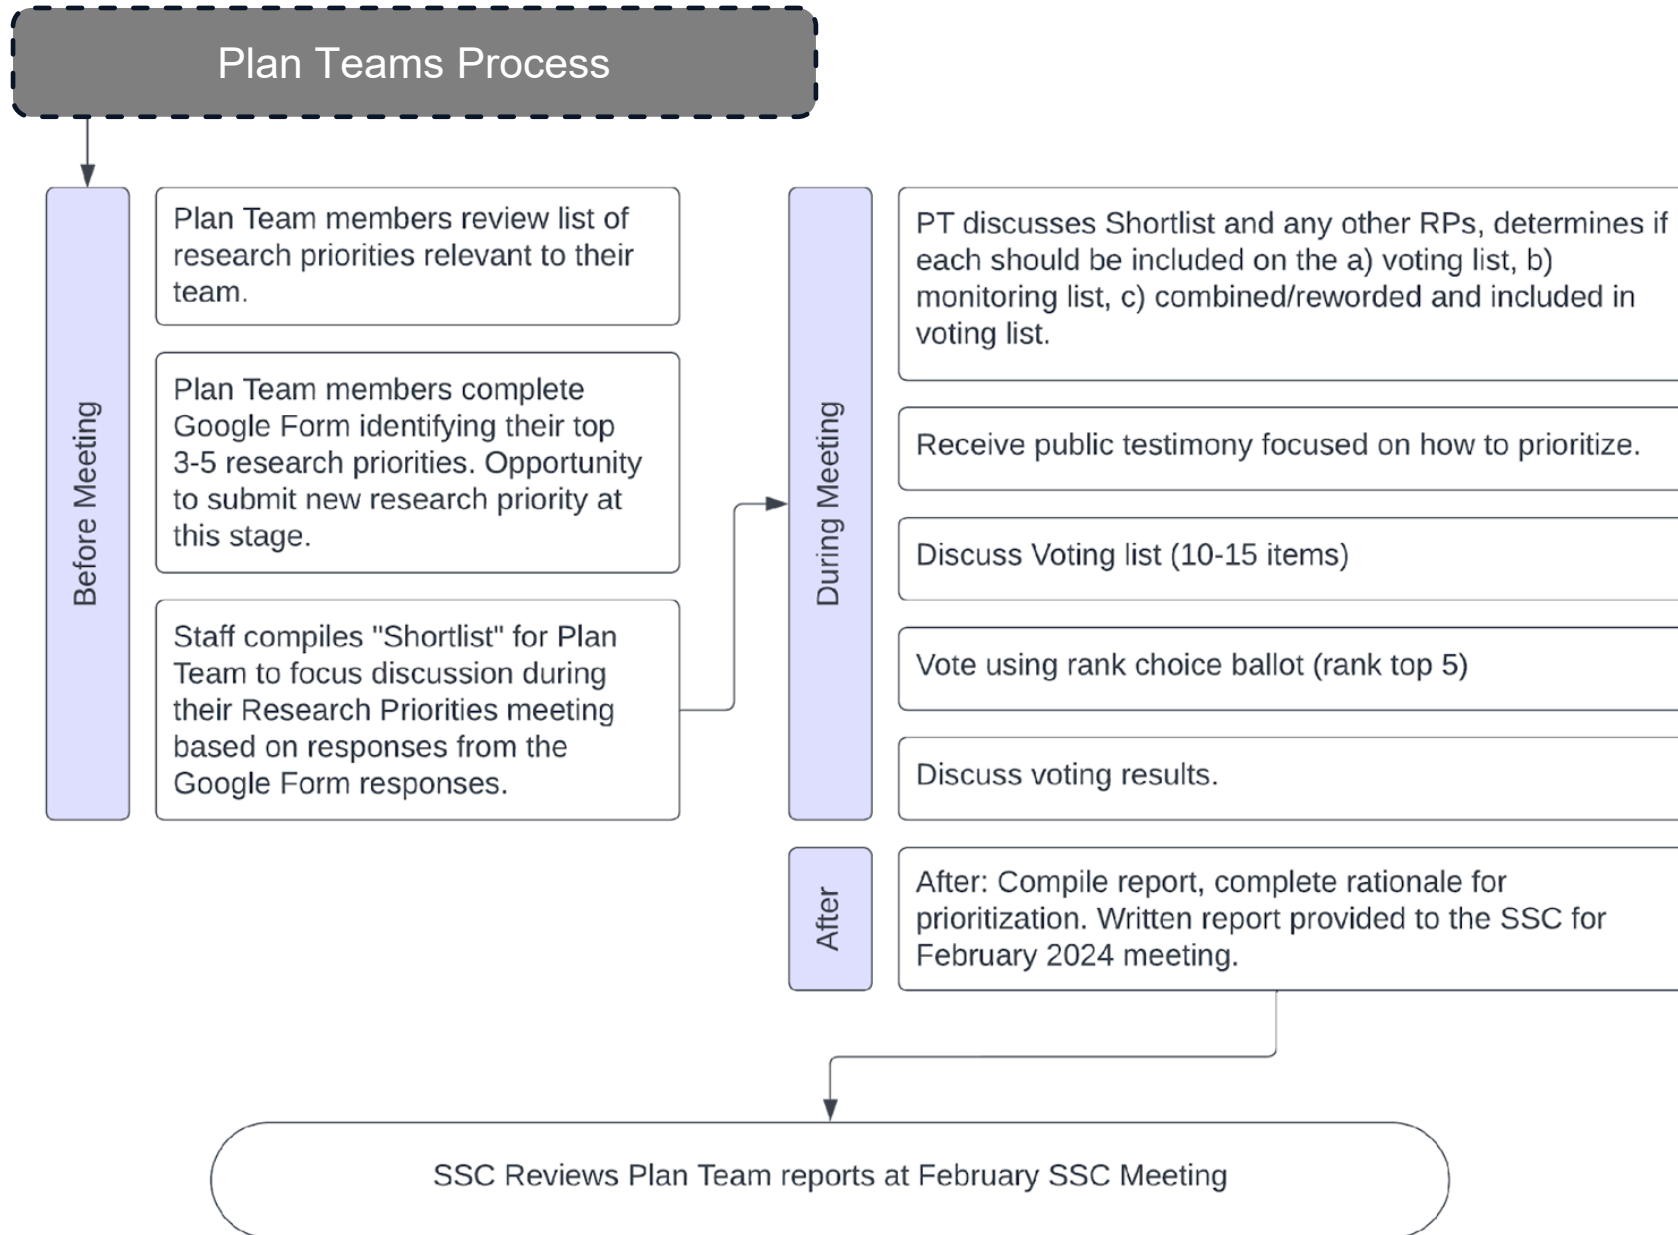 Plan Teams Process
Before Meeting
Plan Team members review list of
research priorities relevant to their
team.
Plan Team members complete
Google Form identifying their top
3-5 research priorities. Opportunity
to submit new research priority at
this stage.
Staff compiles "Shortlist" for Plan
Team to focus discussion during
their Research Priorities meeting
based on responses from the
Google Form responses.
During Meeting
PT discusses Shortlist and any other RPs, determines if
each should be included on the a) voting list, b)
monitoring list, c) combined/reworded and included in
voting list.
Receive public testimony focused on how to prioritize.
Discuss Voting list (10-15 items)
Vote using rank choice ballot (rank top 5)
Discuss voting results.
After
After: Compile report, complete rationale for
prioritization. Written report provided to the SSC for
February 2024 meeting.
SSC Reviews Plan Team reports at February SSC Meeting